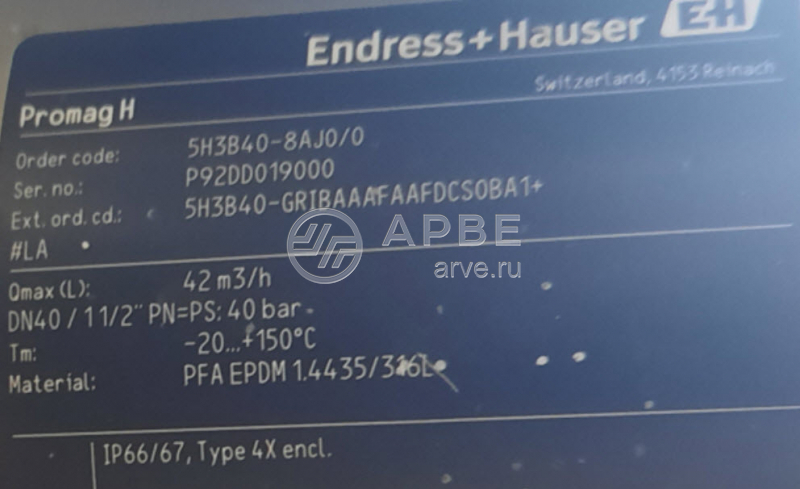 Endress+Hauser EH
Switzerland, 4153 Reinach
Promag H
Order code: 5H3B40-8AJ0/0
Ser. no.: P92DD019000
Ext. ord. cd.: 5H3B40-GRIBAAAFAAFDCS0BA1+
#LA
АРВЕ
arve.ru
Qmax (L): 42 m3/h
DN40 / 1 1/2" PN=PS: 40 bar
Tm: -20...+150°C
Material: PFA EPDM 1.4435/316L
IP66/67, Type 4X encl.